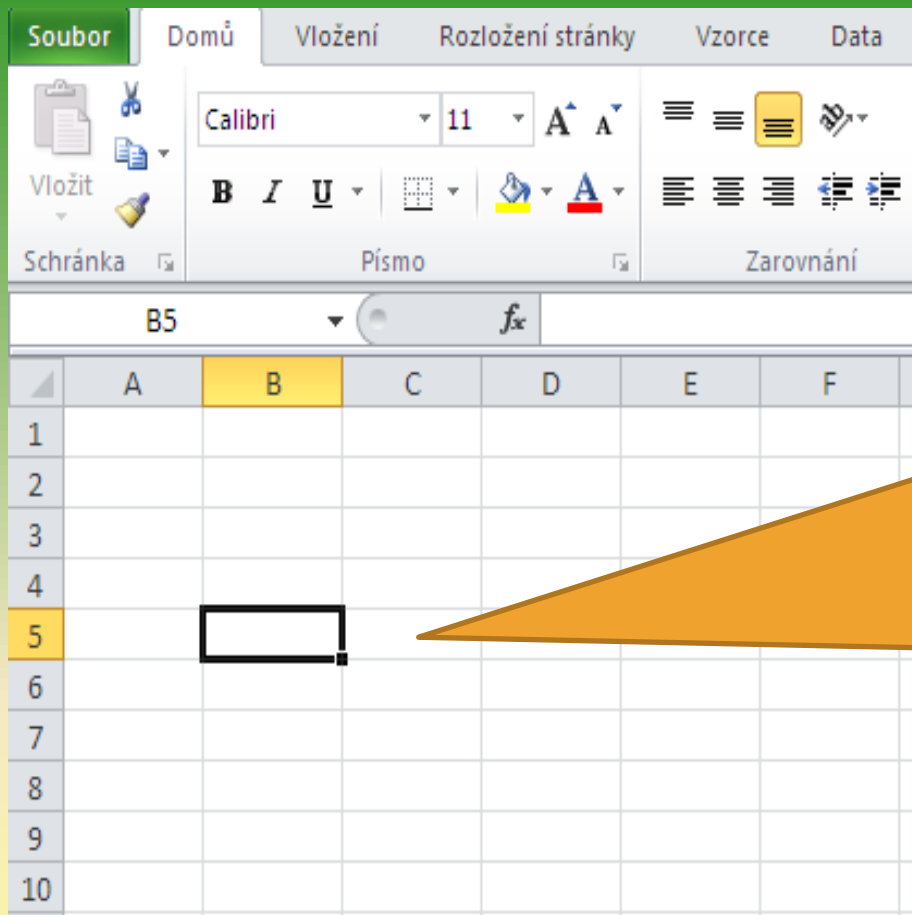 Soubor Domů Vložení Rozložení stránky Vzorce Data
Calibri 11 A A
Vložit B I U A
Schránka Písmo Zarovnání
B5 fx
A B C D E F
1
2
3
4
5
6
7
8
9
10